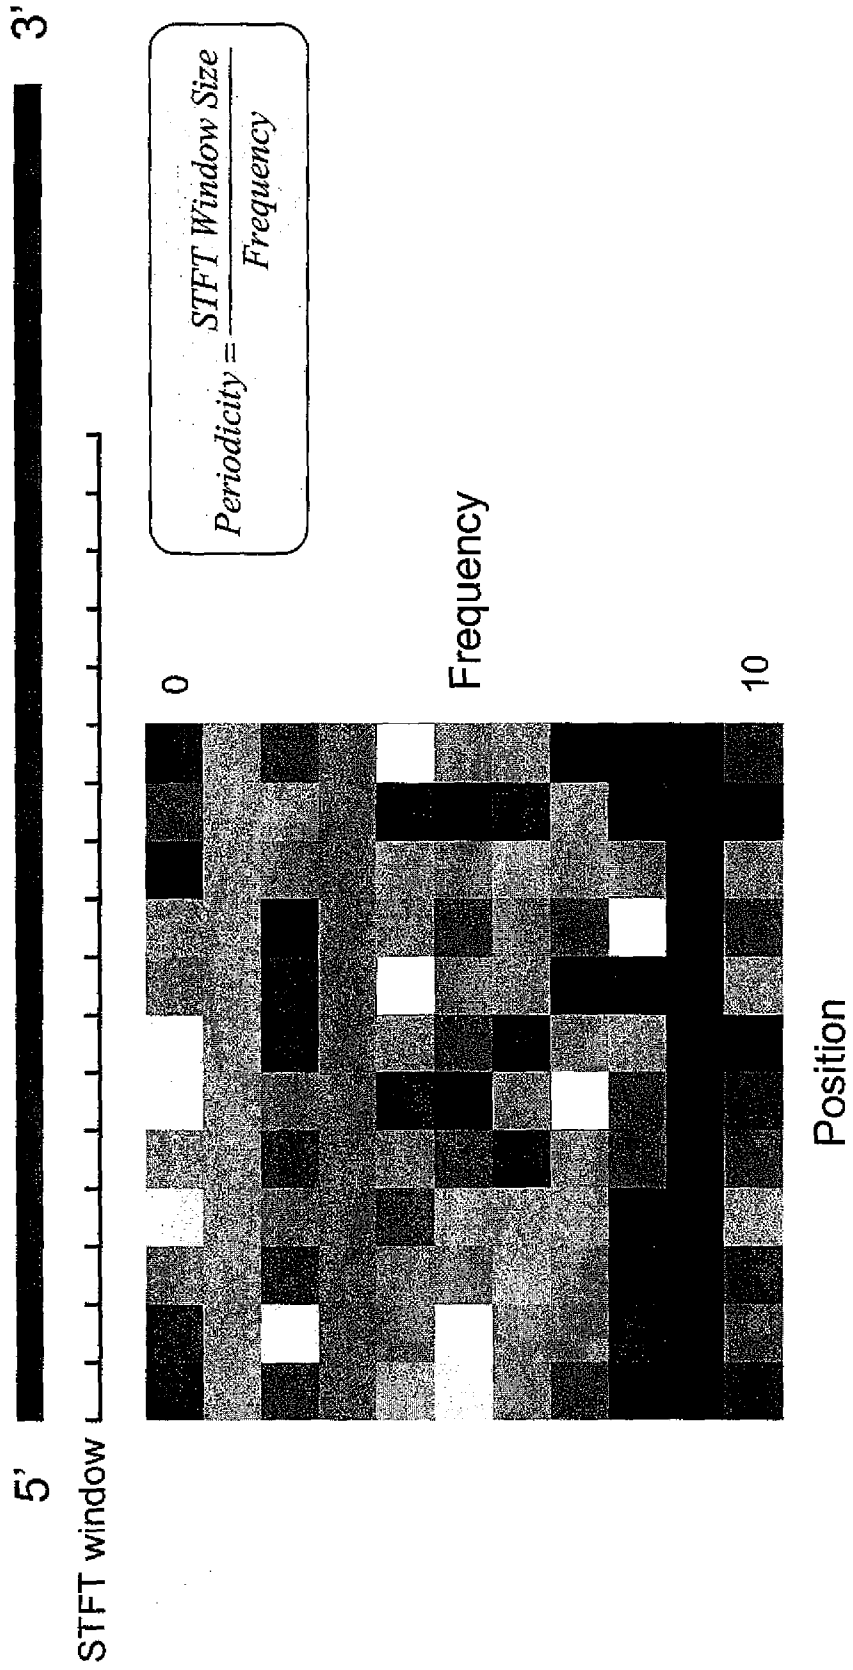 5' 3'
STFT window
Periodicity = STFT Window Size
Frequency
0
Frequency
10
Position